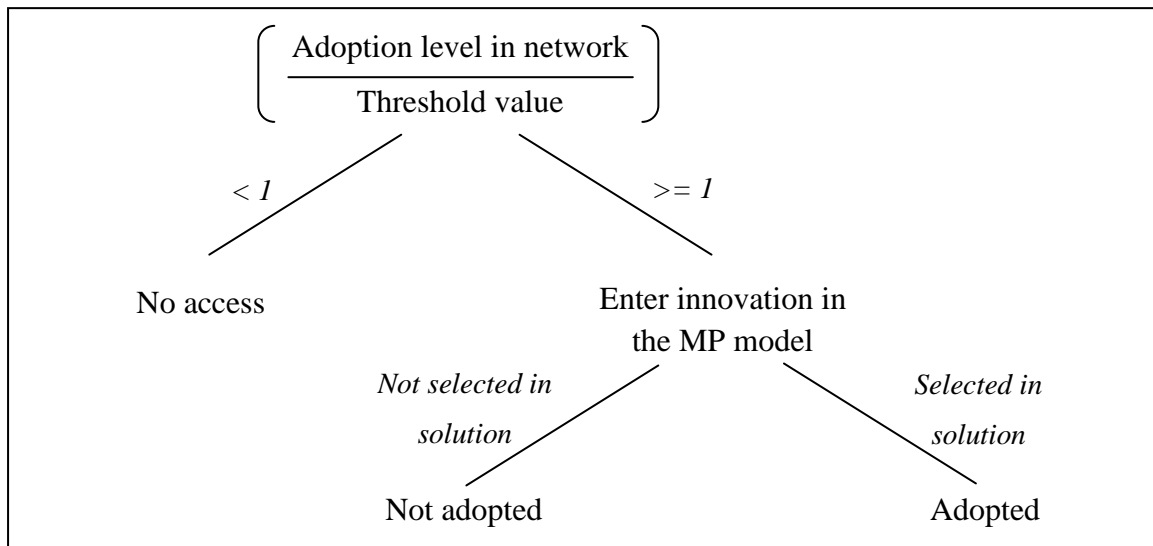 Adoption level in network
Threshold value
< 1
>= 1
No access
Enter innovation in
the MP model
Not selected in
solution
Selected in
solution
Not adopted
Adopted